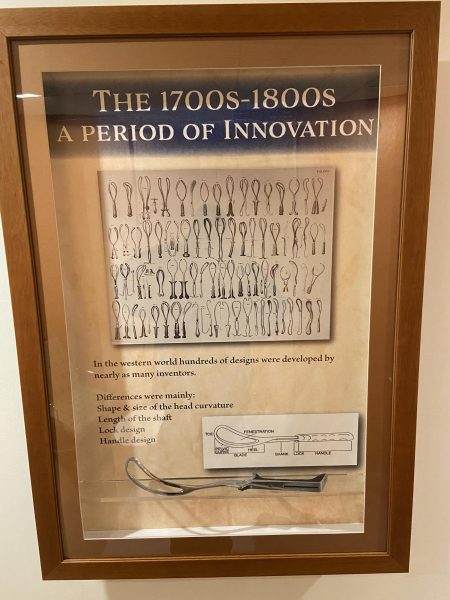 THE 1700S-1800S
A PERIOD OF INNOVATION
In the western world hundreds of designs were developed by
nearly as many inventors.
Differences were mainly:
Shape & size of the head curvature
Length of the shaft
Lock design
Handle design
TOE
FENESTRATION
HEEL
BLADE
SHANK
LOCK
HANDLE